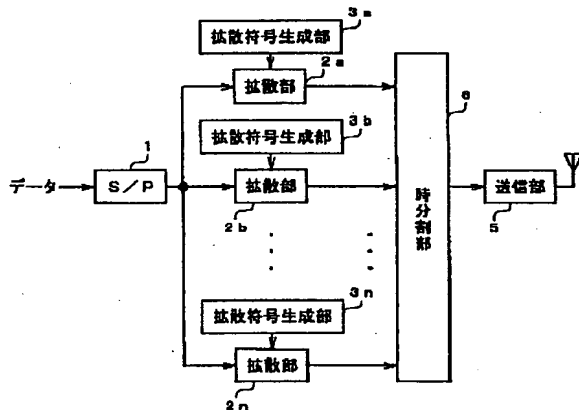 3a
拡散符号生成部
2a
拡散部
6
3b
拡散符号生成部
1
データ
S/P
拡散部
2b
時分割部
送信部
5
3n
拡散符号生成部
拡散部
2n